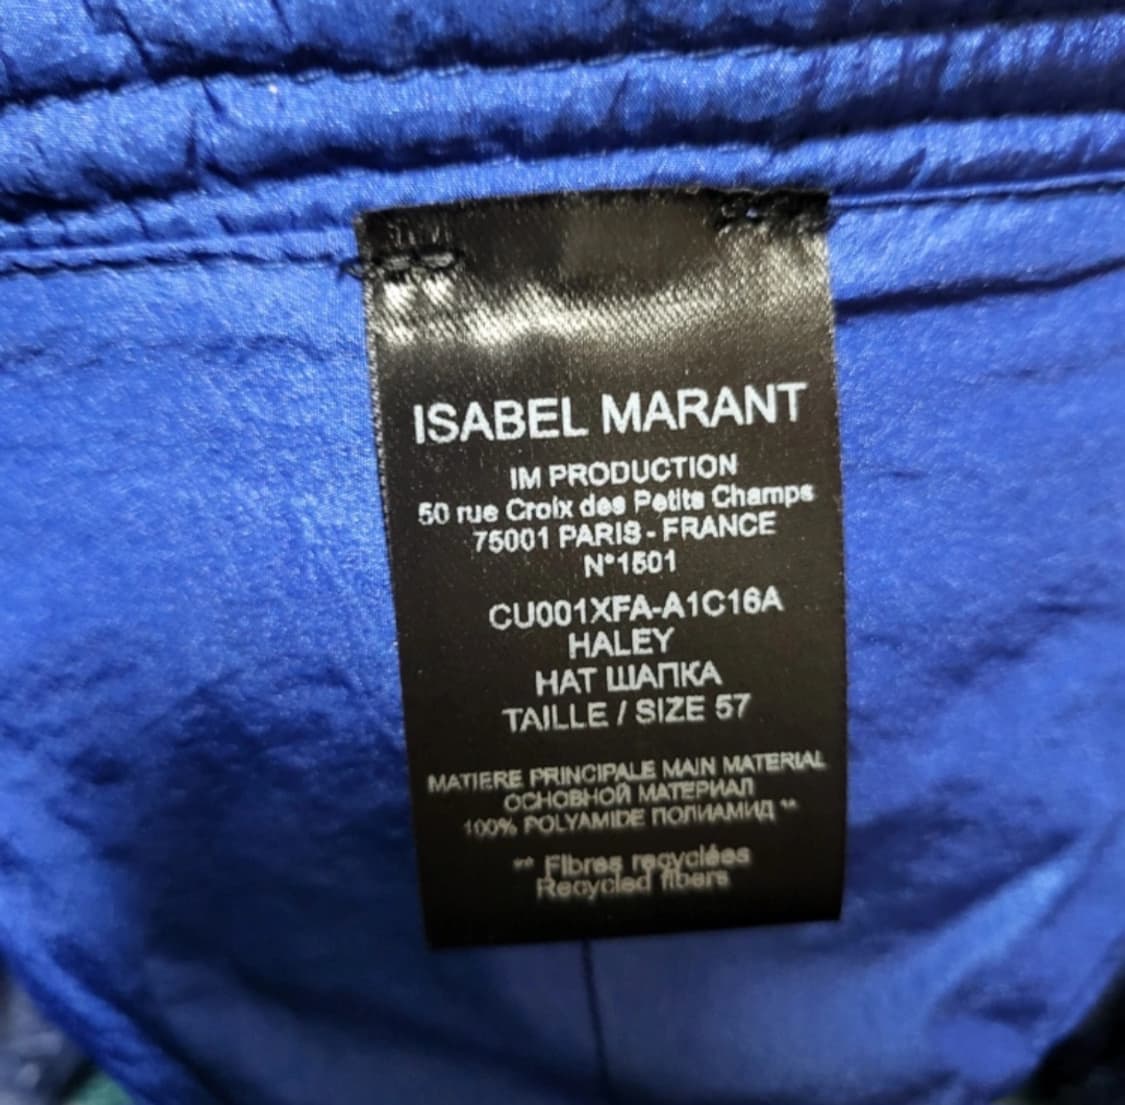 ISABEL MARANT
IM PRODUCTION
50 rue Croix des Petits Champs
75001 PARIS - FRANCE
N°1501
CU001XFA-A1C16A
HALEY
HAT ШАПКА
TAILLE / SIZE 57
MATIERE PRINCIPALE MAIN MATERIAL
ОСНОВНОЙ МАТЕРИАЛ
100% POLYAMIDE ПОЛИАМИД **
** Fibres recyclées
Recycled fibers